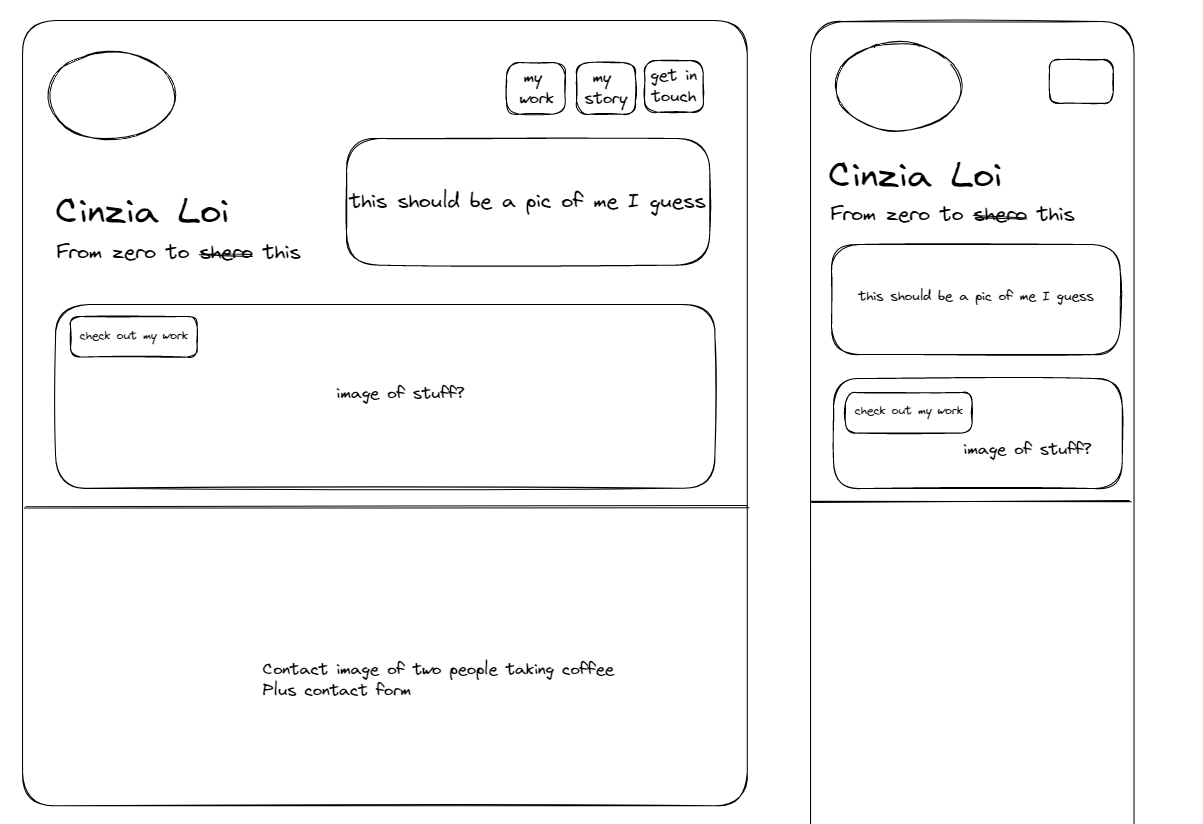 my
work
my
story
get in
touch
this should be a pic of me I guess
Cinzia Loi
From zero to shero this
check out my work
image of stuff?
Contact image of two people taking coffee
Plus contact form
Cinzia Loi
From zero to shero this
this should be a pic of me I guess
check out my work
image of stuff?